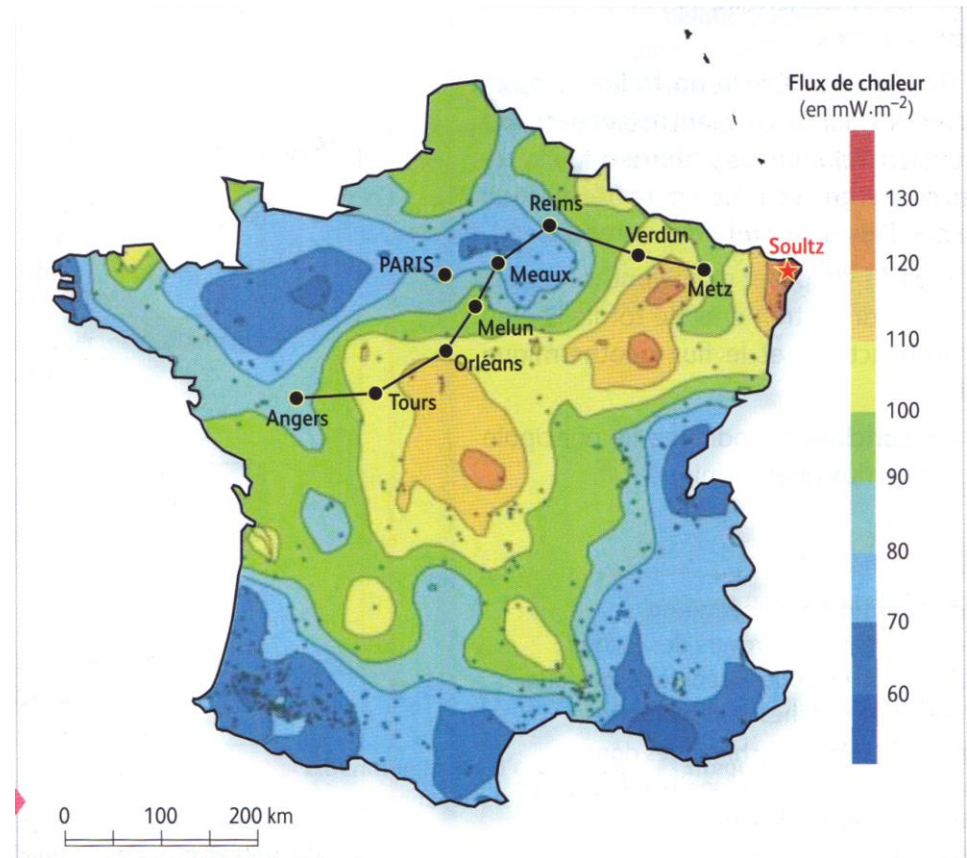 Flux de chaleur
(en mW.m⁻²)
130
120
110
100
90
80
70
60
Reims
Verdun
Soultz
PARIS
Meaux
Metz
Melun
Orléans
Tours
Angers
0 100 200 km